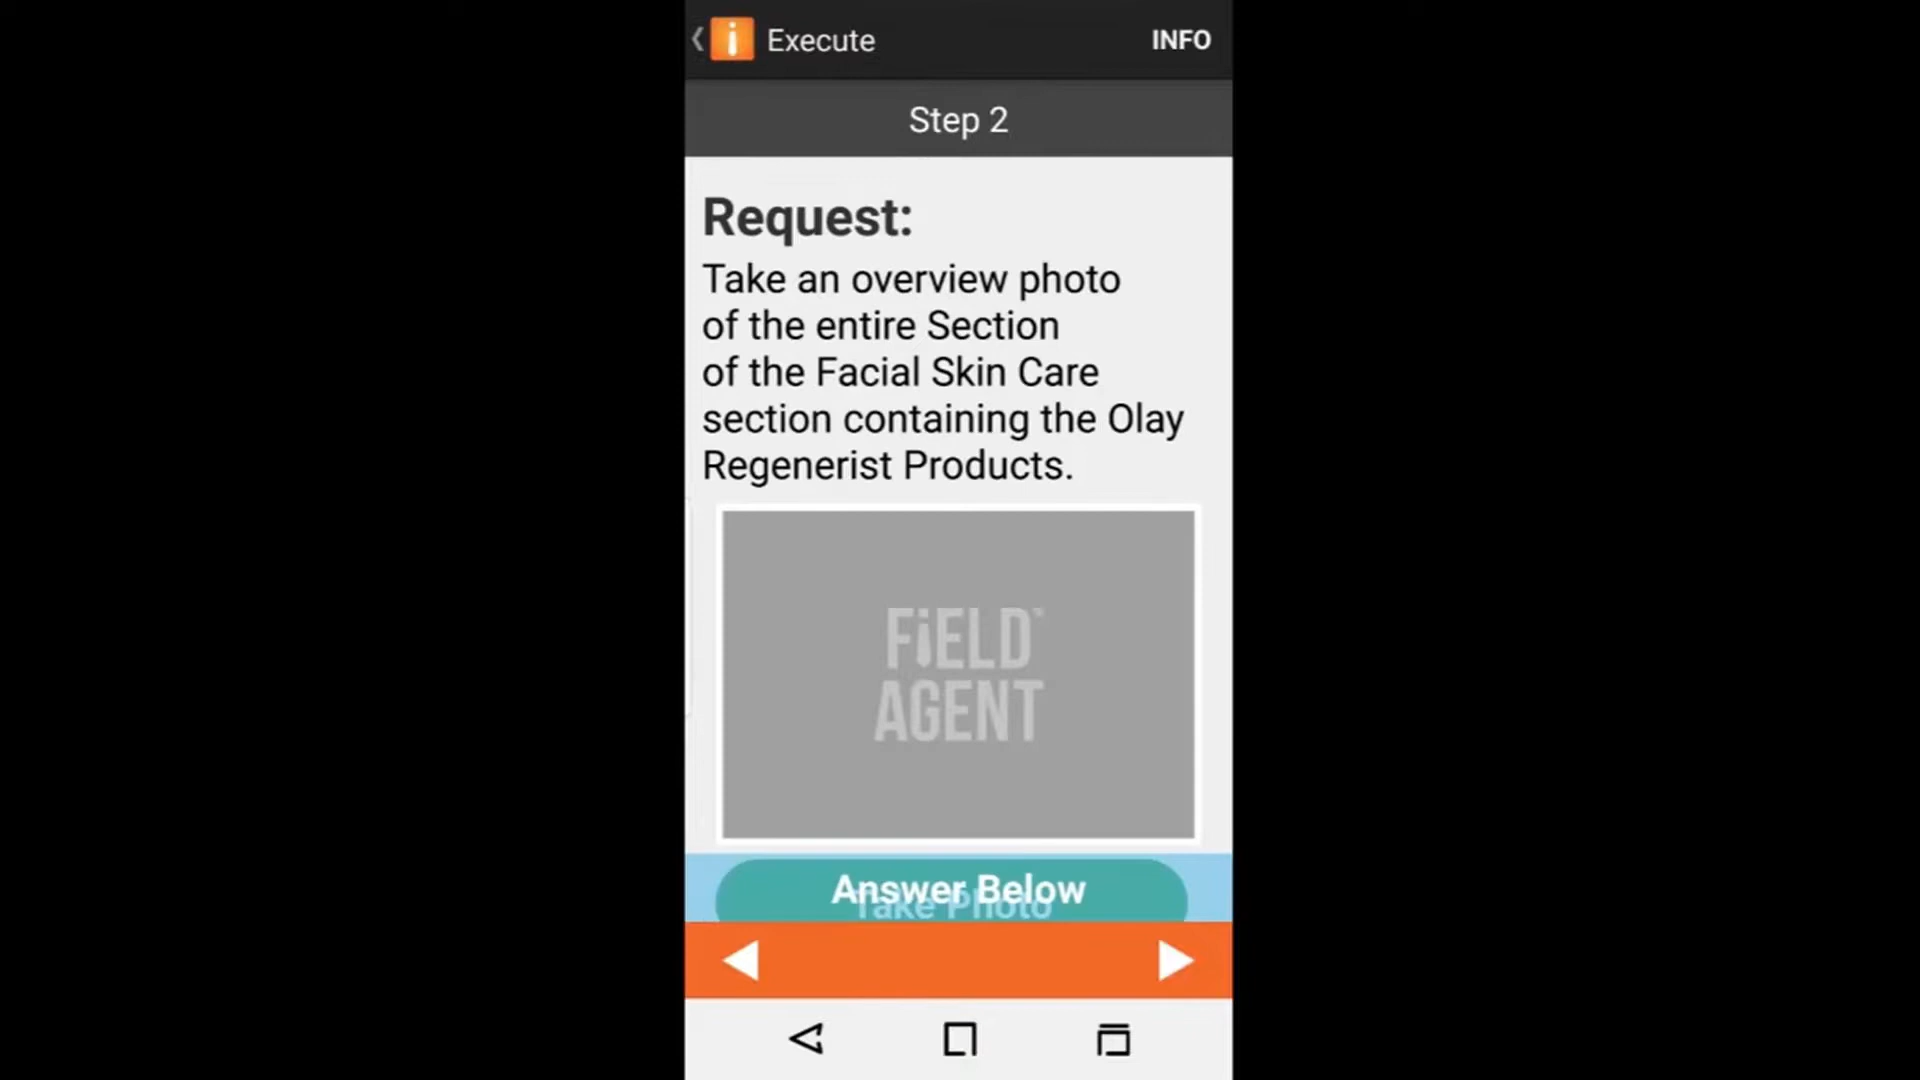 Execute
INFO
Step 2
Request:
Take an overview photo
of the entire Section
of the Facial Skin Care
section containing the Olay
Regenerist Products.
FiELD
AGENT
Answer Below
Take Photo